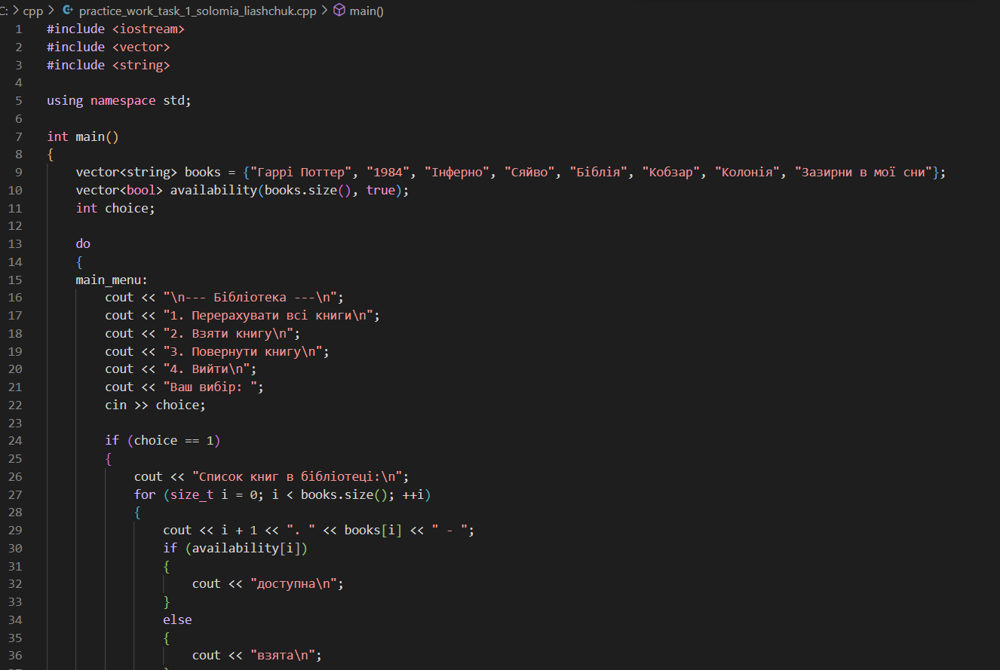 C: > cpp > practice_work_task_1_solomia_liashchuk.cpp > main()
1 #include <iostream>
2 #include <vector>
3 #include <string>
4
5 using namespace std;
6
7 int main()
8 {
9 vector<string> books = {"Гаррі Поттер", "1984", "Інферно", "Сяйво", "Біблія", "Кобзар", "Колонія", "Зазирни в мої сни"};
10 vector<bool> availability(books.size(), true);
11 int choice;
12
13 do
14 {
15 main_menu:
16 cout << "\n--- Бібліотека ---\n";
17 cout << "1. Перерахувати всі книги\n";
18 cout << "2. Взяти книгу\n";
19 cout << "3. Повернути книгу\n";
20 cout << "4. Вийти\n";
21 cout << "Ваш вибір: ";
22 cin >> choice;
23
24 if (choice == 1)
25 {
26 cout << "Список книг в бібліотеці:\n";
27 for (size_t i = 0; i < books.size(); ++i)
28 {
29 cout << i + 1 << ". " << books[i] << " - ";
30 if (availability[i])
31 {
32 cout << "доступна\n";
33 }
34 else
35 {
36 cout << "взята\n";